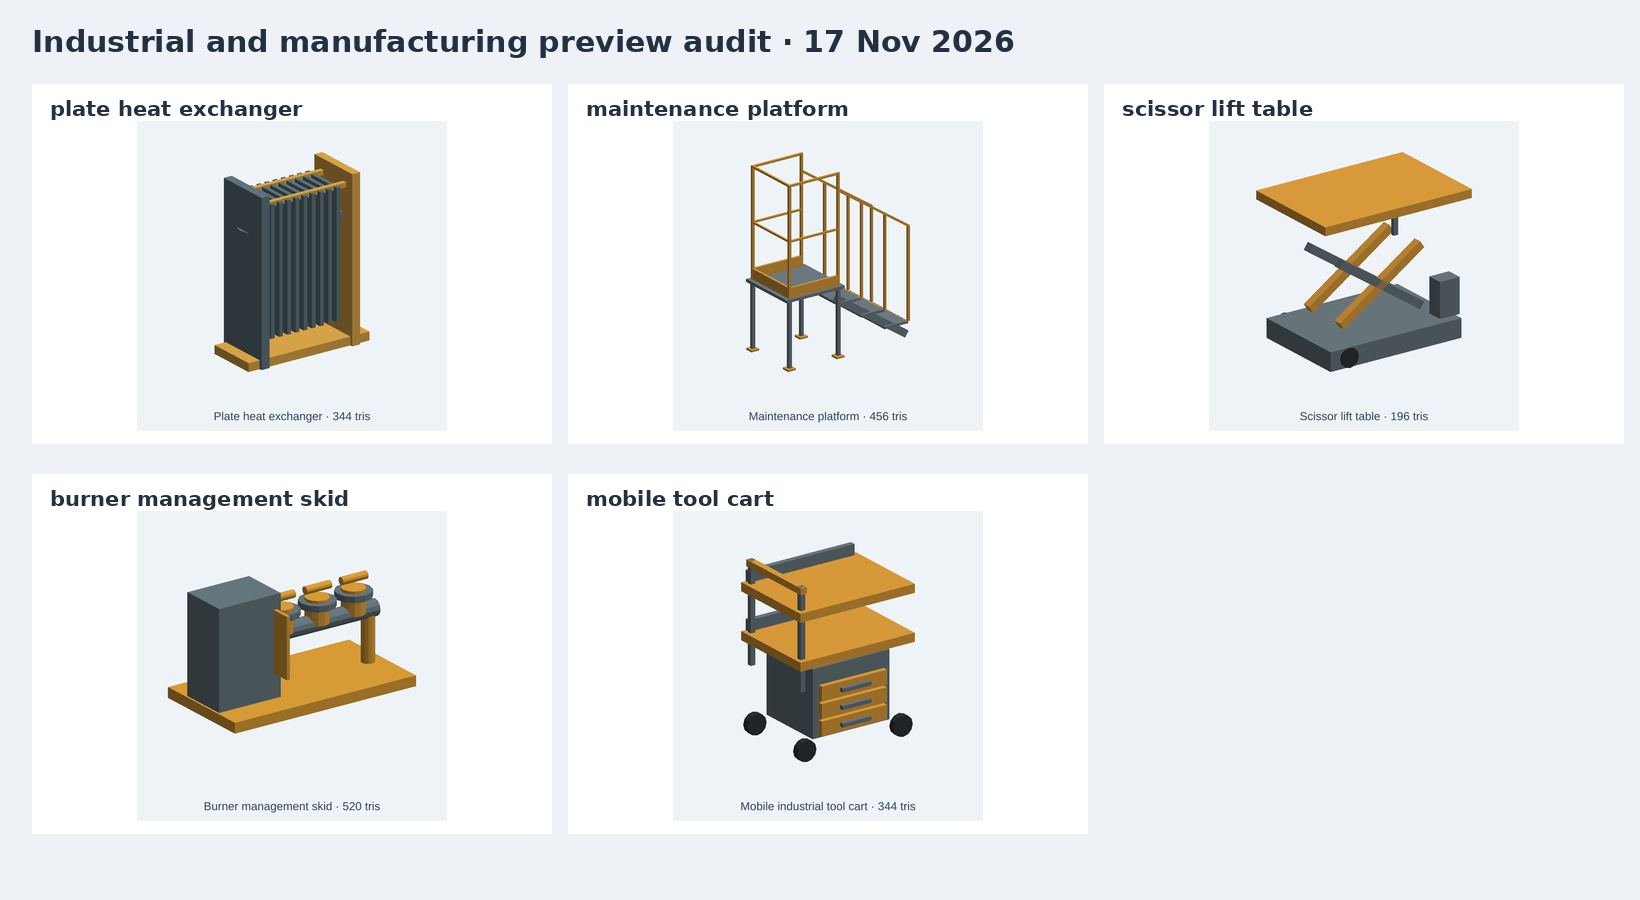 Industrial and manufacturing preview audit · 17 Nov 2026
plate heat exchanger
Plate heat exchanger · 344 tris
maintenance platform
Maintenance platform · 456 tris
scissor lift table
Scissor lift table · 196 tris
burner management skid
Burner management skid · 520 tris
mobile tool cart
Mobile industrial tool cart · 344 tris